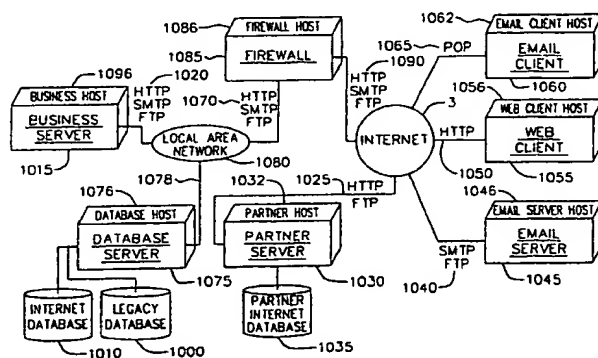 1086
FIREWALL HOST
FIREWALL
1085
1062
EMAIL CLIENT HOST
EMAIL
CLIENT
1060
1065
POP
1096
BUSINESS HOST
BUSINESS
SERVER
1015
1020
HTTP
SMTP
FTP
1070
HTTP
SMTP
FTP
1090
HTTP
SMTP
FTP
3
INTERNET
1056
WEB CLIENT HOST
WEB
CLIENT
1055
HTTP
1050
LOCAL AREA
NETWORK
1080
1078
1076
DATABASE HOST
DATABASE
SERVER
1075
1032
PARTNER HOST
PARTNER
SERVER
1030
1025
HTTP
FTP
1046
EMAIL SERVER HOST
EMAIL
SERVER
1045
SMTP
FTP
1040
INTERNET
DATABASE
1010
LEGACY
DATABASE
1000
PARTNER
INTERNET
DATABASE
1035